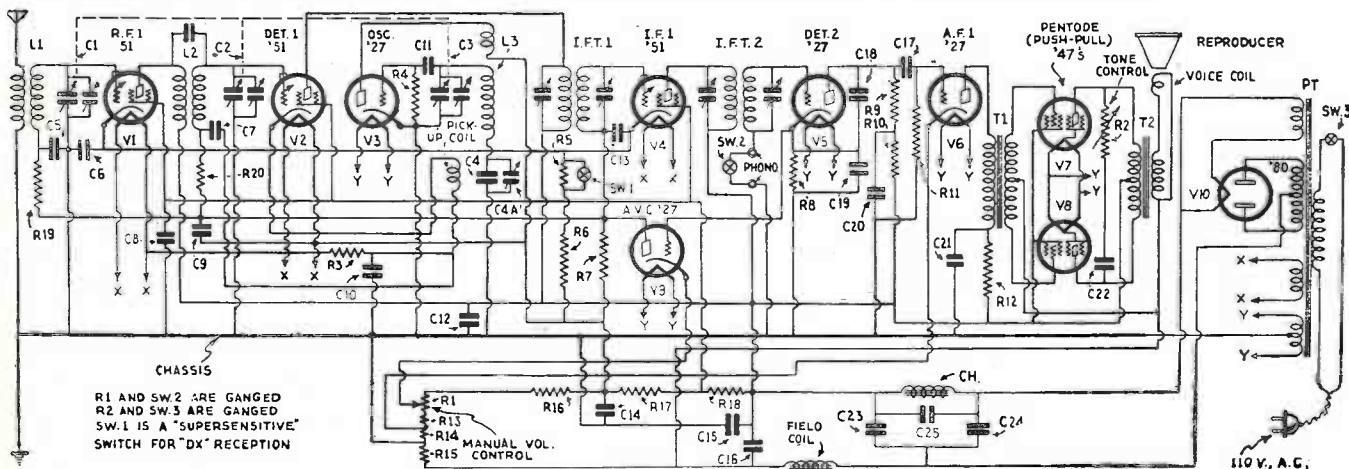 R.F.1
'51
DET.1
'51
OSC.
'27
I.F.T.1
I.F.1
'51
I.F.T.2
DET.2
'27
A.F.1
'27
PENTODE
(PUSH-PULL)
'47'S
TONE
CONTROL
REPRODUCER
VOICE COIL
PT
SW.3
L1
C1
L2
C2
C11
C3
L3
R4
C18
C17
R9
R10
R2
T1
T2
C5
C6
V1
C7
V2
V3
PICK-
UP COIL
R5
C13
V4
SW.2
PHONO
V5
V6
V7
V8
V10
'80
R19
R20
C4
C4A
SW.1
R8
C19
C20
R11
C8
C9
R3
C10
R6
R7
A.V.C.'27
V9
C21
R12
C22
X
X
X
X
Y
Y
X
X
Y
Y
Y
Y
Y
Y
Y
Y
X
X
Y
Y
C12
CHASSIS
R1 AND SW.2 ARE GANGED
R2 AND SW.3 ARE GANGED
SW.1 IS A "SUPERSENSITIVE"
SWITCH FOR "DX" RECEPTION
R1
R13
R14
R15
MANUAL VOL.
CONTROL
R16
C14
R17
R18
C15
C16
FIELD
COIL
CH.
C23
C25
C24
110 V., A.C.